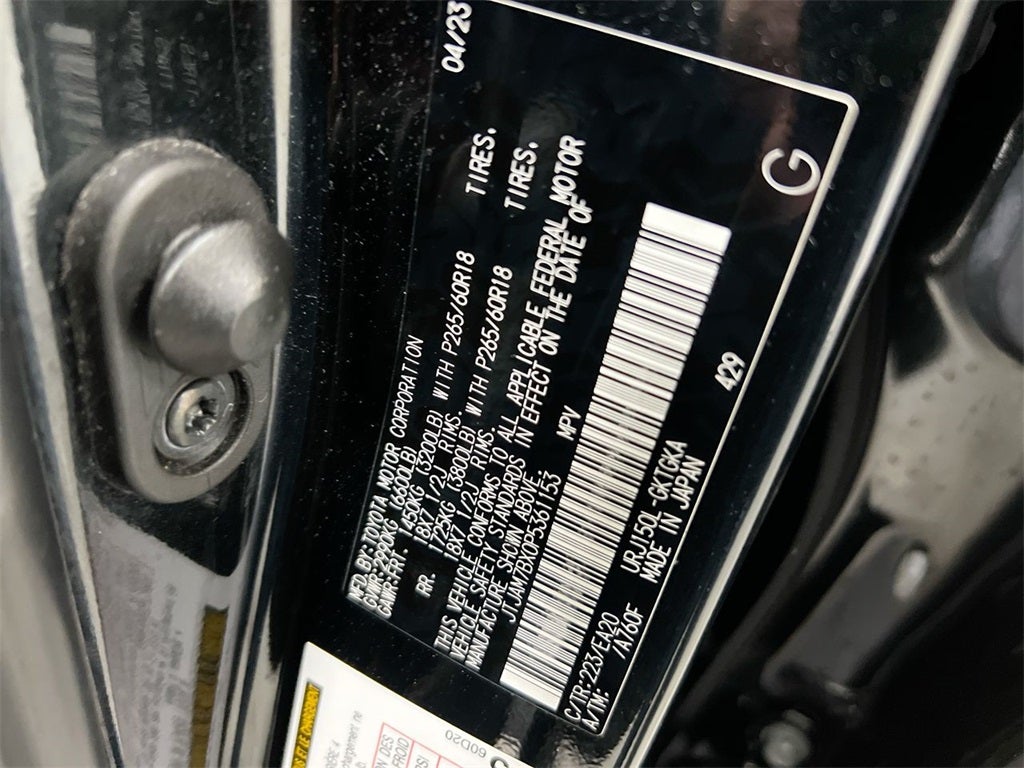 MFD.BY:TOYOTA MOTOR CORPORATION 04/23
GVWR:2990KG (6600LB)
GAWR:FRT. 1450KG (3200LB) WITH P265/60R18 TIRES.
18X7 1/2J RIMS.
RR. 1725KG (3800LB) WITH P265/60R18 TIRES.
18X7 1/2J RIMS.
THIS VEHICLE CONFORMS TO ALL APPLICABLE FEDERAL MOTOR
VEHICLE SAFETY STANDARDS IN EFFECT ON THE DATE OF
MANUFACTURE SHOWN ABOVE.
JTJAM7BX0P5361153 MPV
G
429
C/TR:223/EA20 URJ150L-GKTGKA
A/TM: /A760F MADE IN JAPAN
60D20